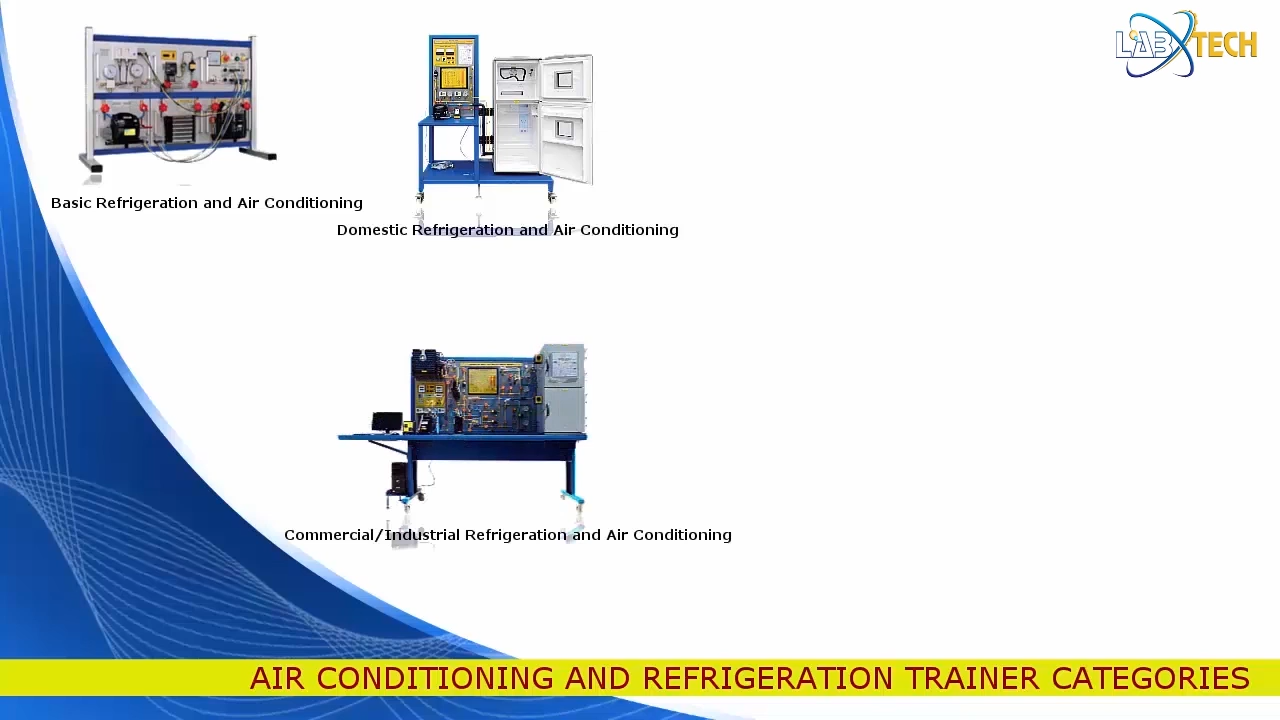 LABTECH
Basic Refrigeration and Air Conditioning
Domestic Refrigeration and Air Conditioning
Commercial/Industrial Refrigeration and Air Conditioning
AIR CONDITIONING AND REFRIGERATION TRAINER CATEGORIES